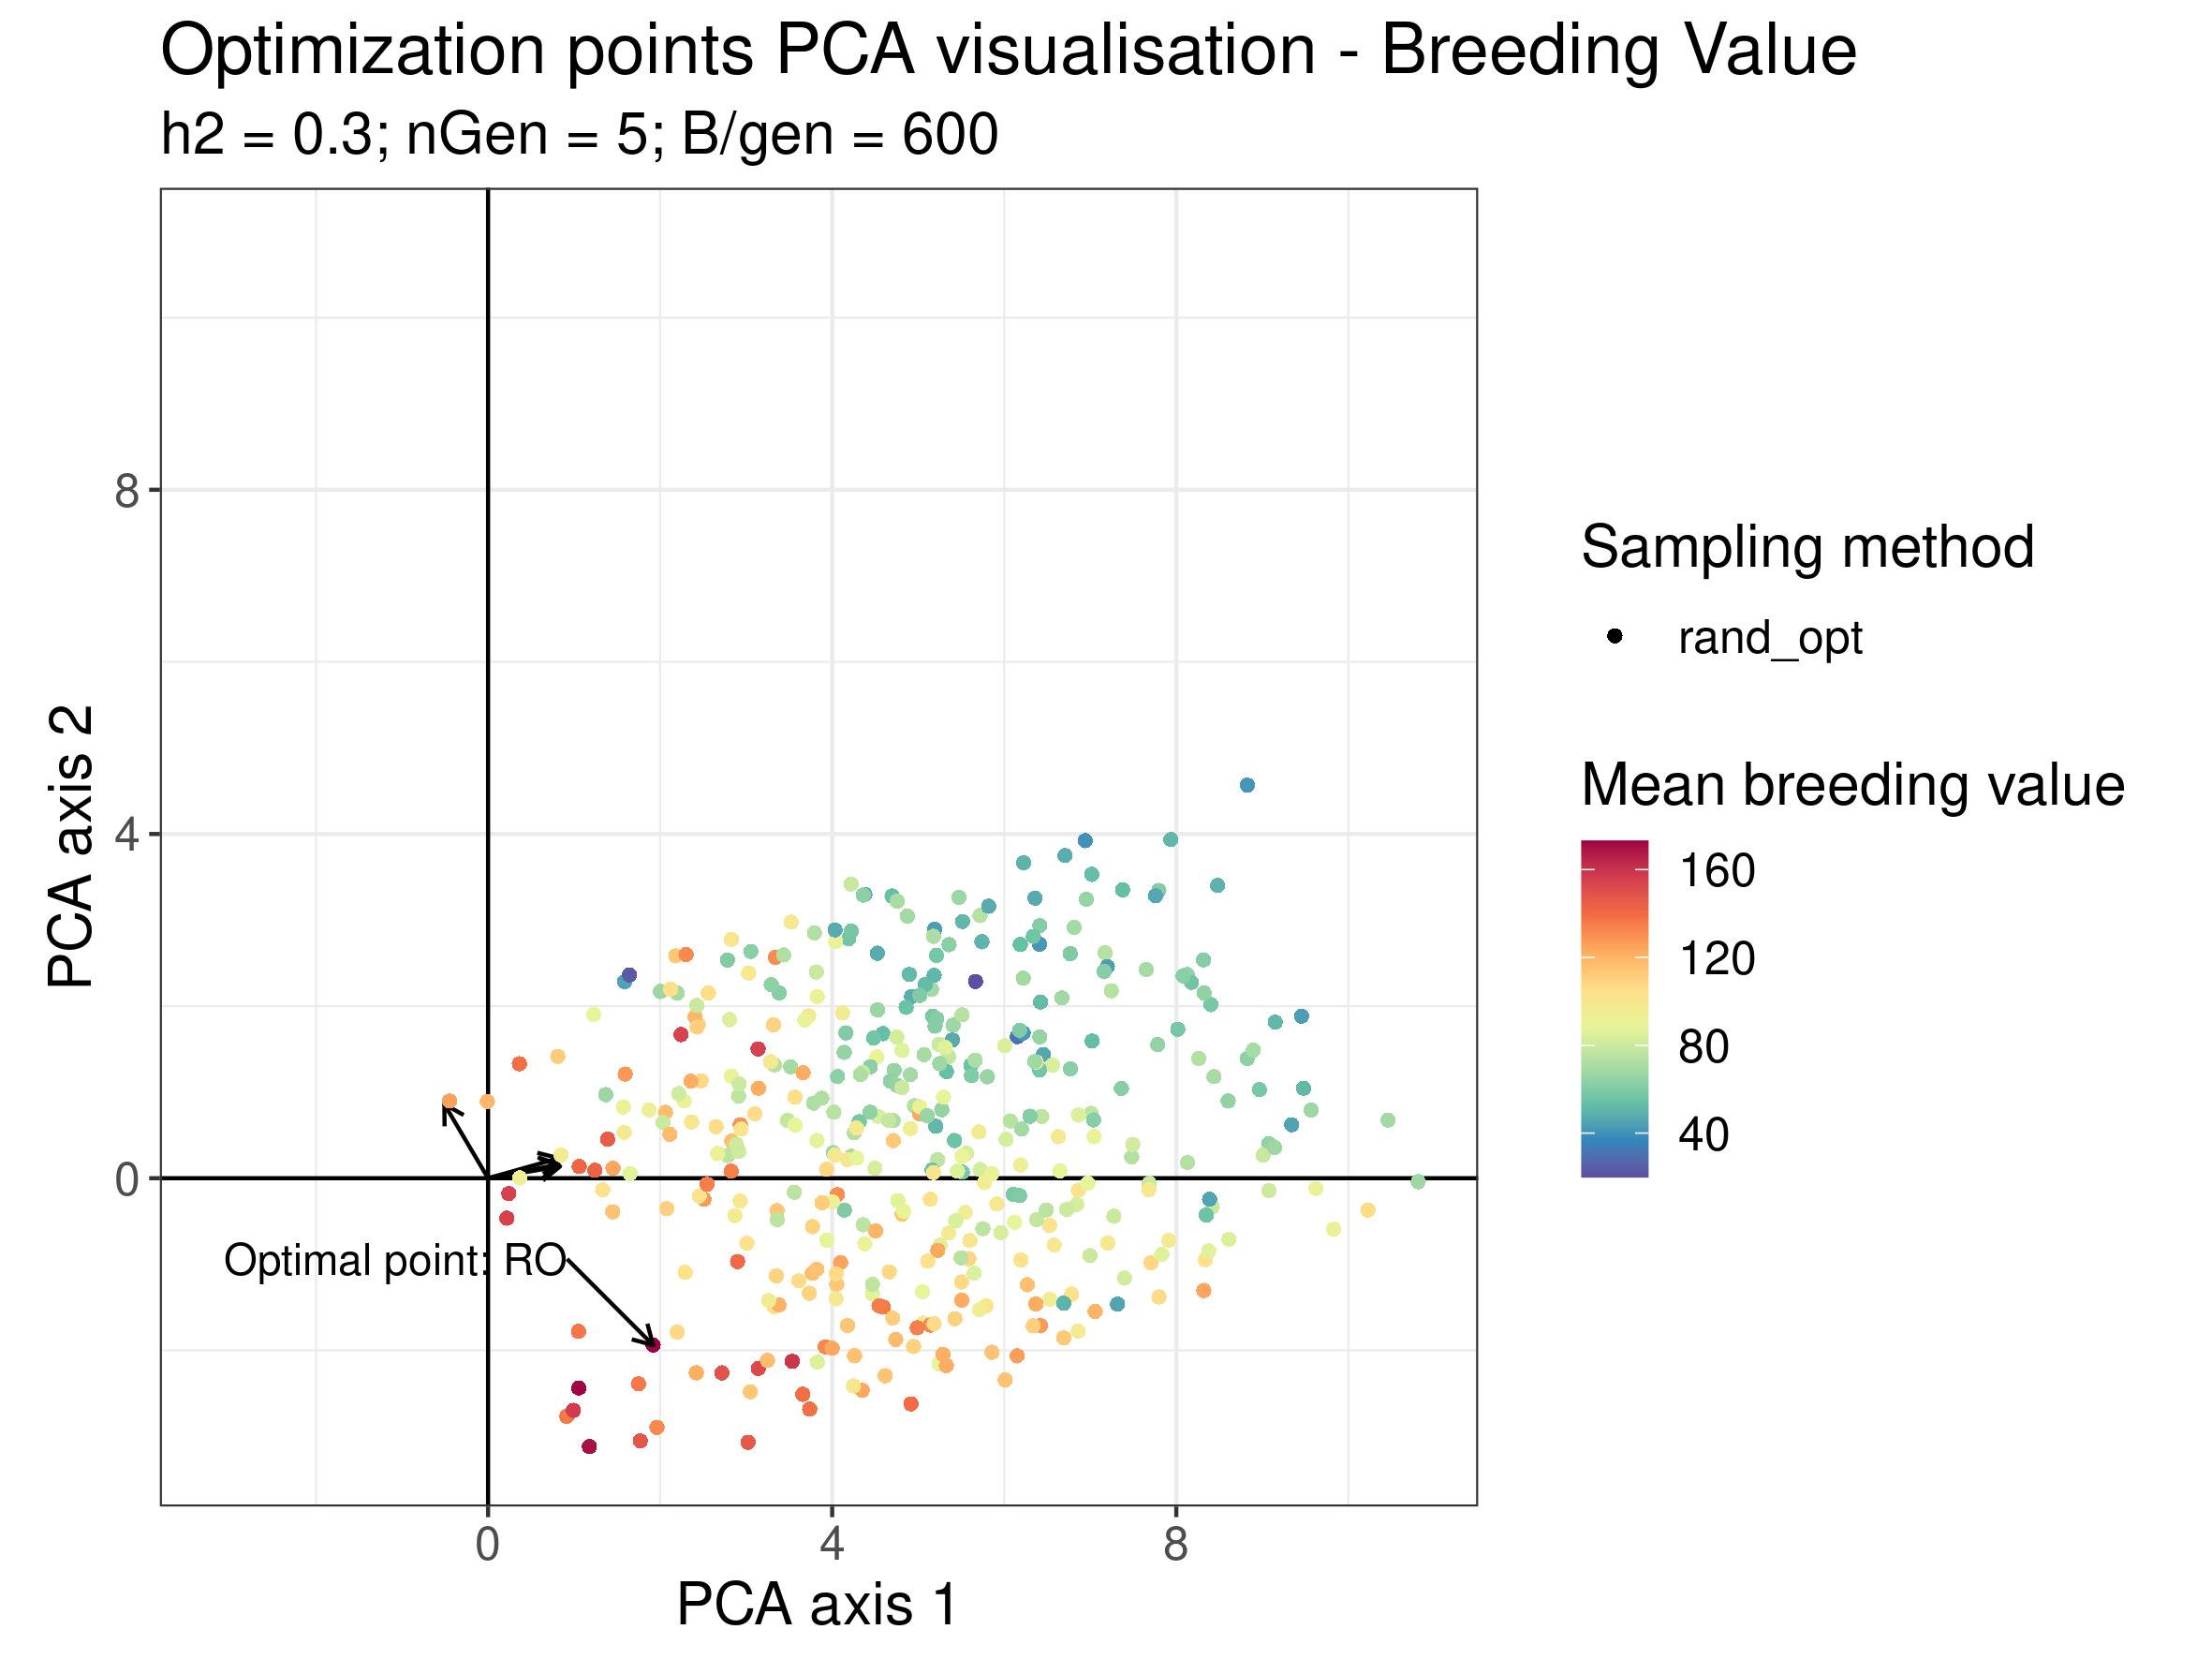 Optimization points PCA visualisation - Breeding Value
h2 = 0.3; nGen = 5; B/gen = 600
PCA axis 2
8
4
0
Optimal point: RO
0
4
8
PCA axis 1
Sampling method
rand_opt
Mean breeding value
160
120
80
40